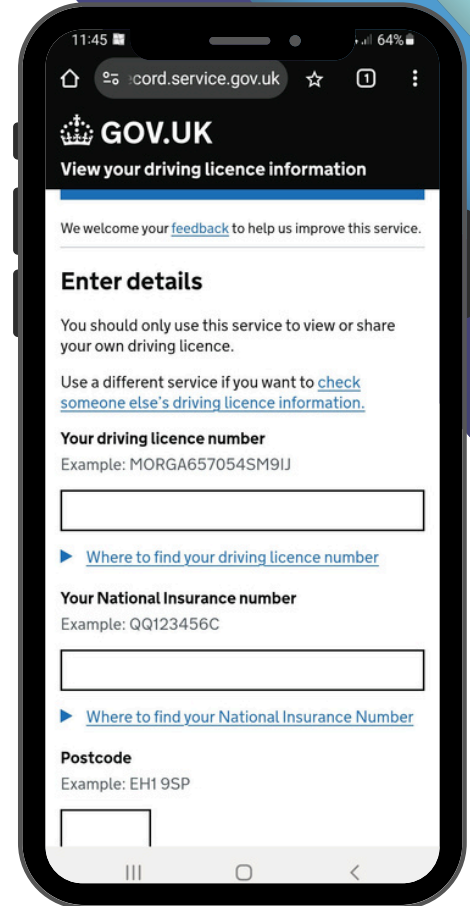 11:45
64%
cord.service.gov.uk
1
GOV.UK
View your driving licence information
We welcome your feedback to help us improve this service.
Enter details
You should only use this service to view or share
your own driving licence.
Use a different service if you want to check
someone else's driving licence information.
Your driving licence number
Example: MORGA657054SM9IJ
Where to find your driving licence number
Your National Insurance number
Example: QQ123456C
Where to find your National Insurance Number
Postcode
Example: EH1 9SP